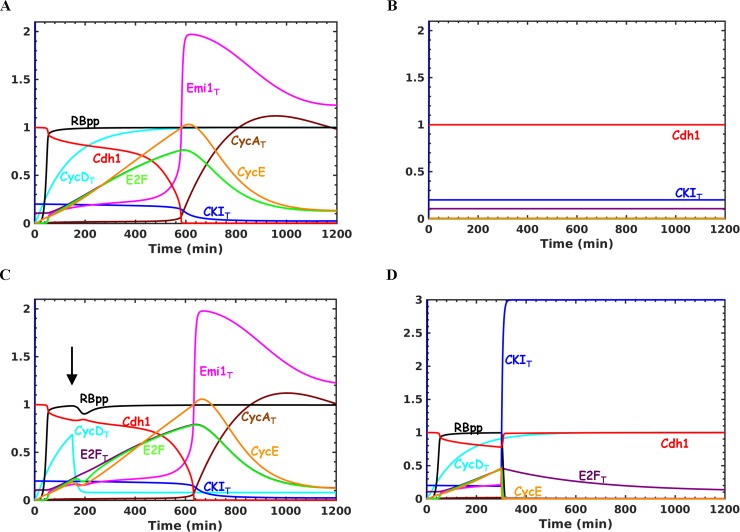 A
2
1.5
1
0.5
0
RBpp
CycDT
Cdh1
E2F
Emi1T
CycAT
CycE
CKIT
0 200 400 600 800 1000 1200
Time (min)
B
2
1.5
1
0.5
0
Cdh1
CKIT
0 200 400 600 800 1000 1200
Time (min)
C
2
1.5
1
0.5
0
RBpp
Cdh1
CycDT
E2FT
E2F
Emi1T
CycAT
CycE
CKIT
0 200 400 600 800 1000 1200
Time (min)
D
3
2.5
2
1.5
1
0.5
0
CKIT
RBpp
Cdh1
CycDT
E2FT
CycE
0 200 400 600 800 1000 1200
Time (min)